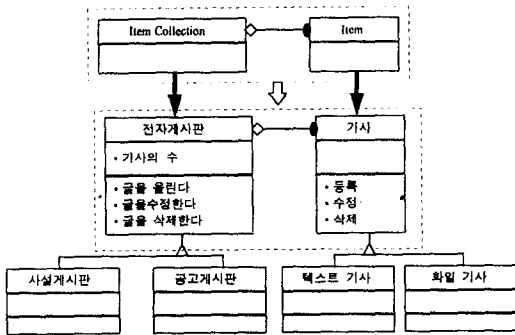 Item Collection
Item
전자게시판
기사
· 기사의 수
· 글을 올린다
· 글을수정한다
· 글을 삭제한다
· 등록
· 수정
· 삭제
사설게시판
공고게시판
텍스트 기사
화일 기사